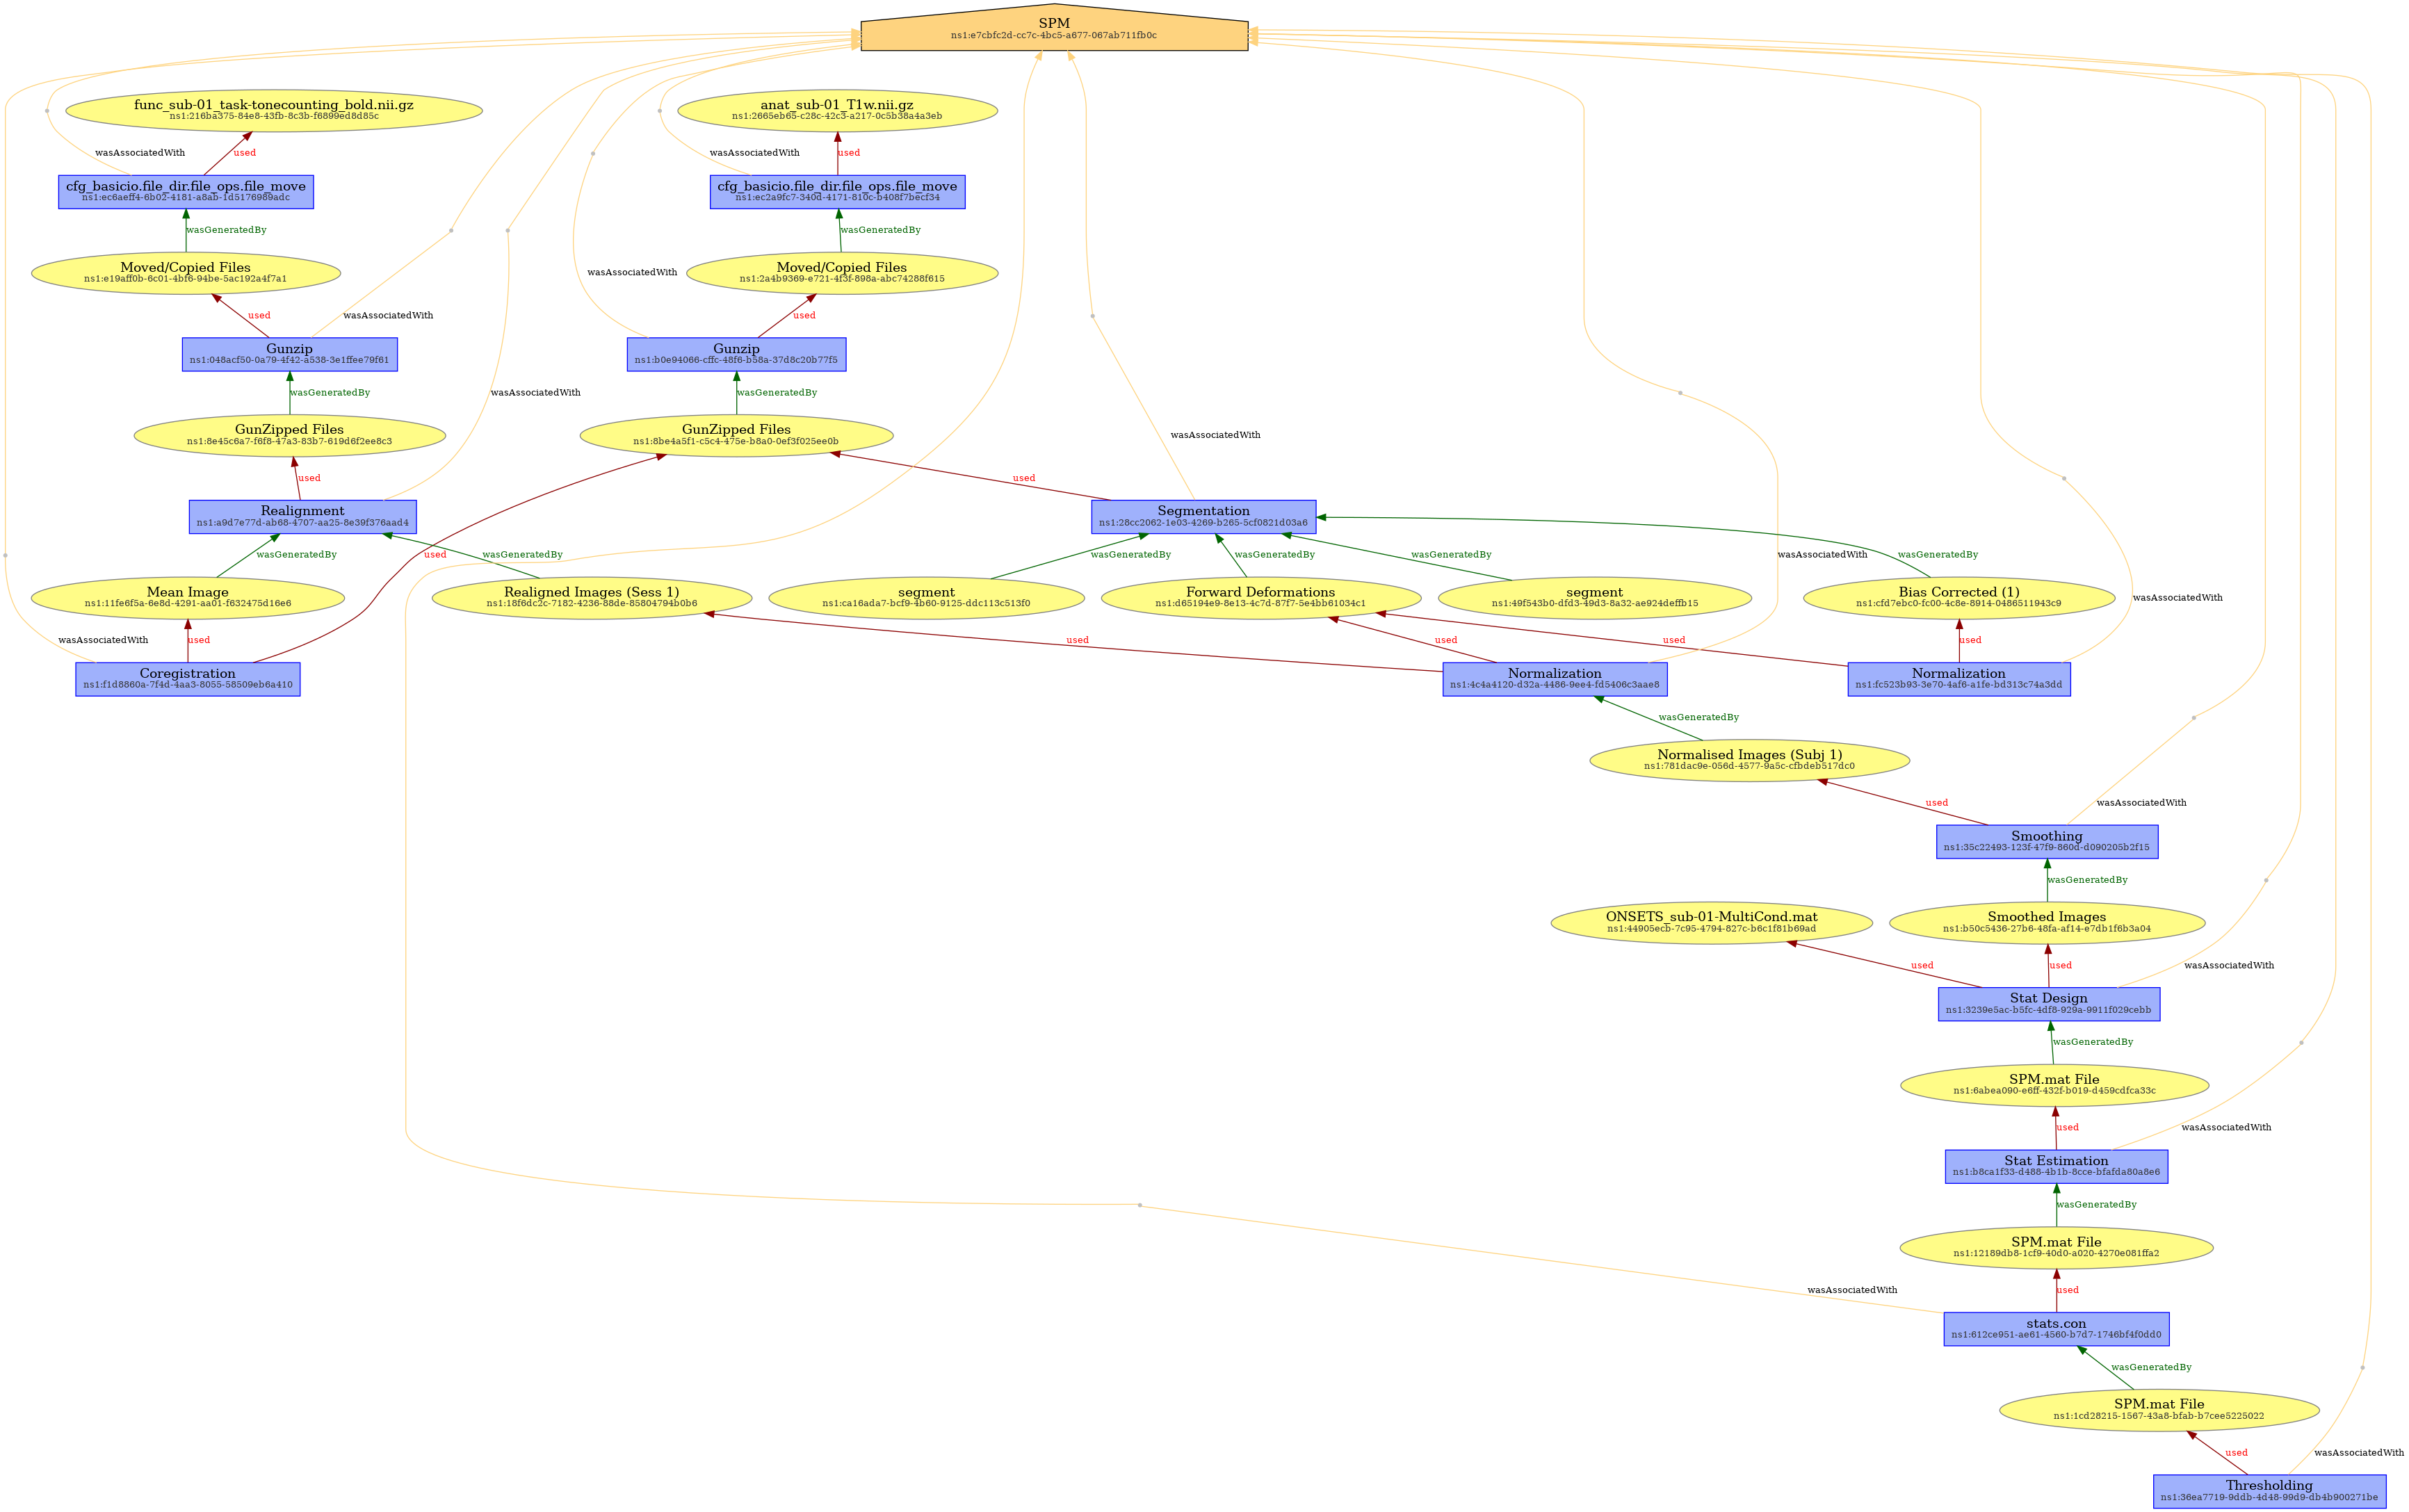 SPM
ns1:e7cbfc2d-cc7c-4bc5-a677-067ab711fb0c
func_sub-01_task-tonecounting_bold.nii.gz
ns1:216ba375-84e8-43fb-8c3b-f6899ed8d85c
anat_sub-01_T1w.nii.gz
ns1:2665eb65-c28c-42c3-a217-0c5b38a4a3eb
wasAssociatedWith
used
wasAssociatedWith
used
cfg_basicio.file_dir.file_ops.file_move
ns1:ec6aeff4-6b02-4181-a8ab-1d5176989adc
cfg_basicio.file_dir.file_ops.file_move
ns1:ec2a9fc7-340d-4171-810c-b408f7becf34
wasGeneratedBy
wasGeneratedBy
Moved/Copied Files
ns1:e19aff0b-6c01-4bf6-94be-5ac192a4f7a1
wasAssociatedWith
Moved/Copied Files
ns1:2a4b9369-e721-4f3f-898a-abc74288f615
used
wasAssociatedWith
used
Gunzip
ns1:048acf50-0a79-4f42-a538-3e1ffee79f61
Gunzip
ns1:b0e94066-cffc-48f6-b58a-37d8c20b77f5
wasGeneratedBy
wasAssociatedWith
wasGeneratedBy
GunZipped Files
ns1:8e45c6a7-f6f8-47a3-83b7-619d6f2ee8c3
GunZipped Files
ns1:8be4a5f1-c5c4-475e-b8a0-0ef3f025ee0b
wasAssociatedWith
used
used
Realignment
ns1:a9d7e77d-ab68-4707-aa25-8e39f376aad4
Segmentation
ns1:28cc2062-1e03-4269-b265-5cf0821d03a6
wasGeneratedBy
used
wasGeneratedBy
wasGeneratedBy
wasGeneratedBy
wasGeneratedBy
wasAssociatedWith
wasGeneratedBy
Mean Image
ns1:11fe6f5a-6e8d-4291-aa01-f632475d16e6
Realigned Images (Sess 1)
ns1:18f6dc2c-7182-4236-88de-85804794b0b6
segment
ns1:ca16ada7-bcf9-4b60-9125-ddc113c513f0
Forward Deformations
ns1:d65194e9-8e13-4c7d-87f7-5e4bb61034c1
segment
ns1:49f543b0-dfd3-49d3-8a32-ae924deffb15
Bias Corrected (1)
ns1:cfd7ebc0-fc00-4c8e-8914-0486511943c9
wasAssociatedWith
wasAssociatedWith
used
used
used
used
used
Coregistration
ns1:f1d8860a-7f4d-4aa3-8055-58509eb6a410
Normalization
ns1:4c4a4120-d32a-4486-9ee4-fd5406c3aae8
Normalization
ns1:fc523b93-3e70-4af6-a1fe-bd313c74a3dd
wasGeneratedBy
Normalised Images (Subj 1)
ns1:781dac9e-056d-4577-9a5c-cfbdeb517dc0
used
wasAssociatedWith
Smoothing
ns1:35c22493-123f-47f9-860d-d090205b2f15
wasGeneratedBy
ONSETS_sub-01-MultiCond.mat
ns1:44905ecb-7c95-4794-827c-b6c1f81b69ad
Smoothed Images
ns1:b50c5436-27b6-48fa-af14-e7db1f6b3a04
used
used
wasAssociatedWith
Stat Design
ns1:3239e5ac-b5fc-4df8-929a-9911f029cebb
wasGeneratedBy
SPM.mat File
ns1:6abea090-e6ff-432f-b019-d459cdfca33c
used
wasAssociatedWith
Stat Estimation
ns1:b8ca1f33-d488-4b1b-8cce-bfafda80a8e6
wasGeneratedBy
SPM.mat File
ns1:12189db8-1cf9-40d0-a020-4270e081ffa2
wasAssociatedWith
used
stats.con
ns1:612ce951-ae61-4560-b7d7-1746bf4f0dd0
wasGeneratedBy
SPM.mat File
ns1:1cd28215-1567-43a8-bfab-b7cee5225022
used
wasAssociatedWith
Thresholding
ns1:36ea7719-9ddb-4d48-99d9-db4b900271be